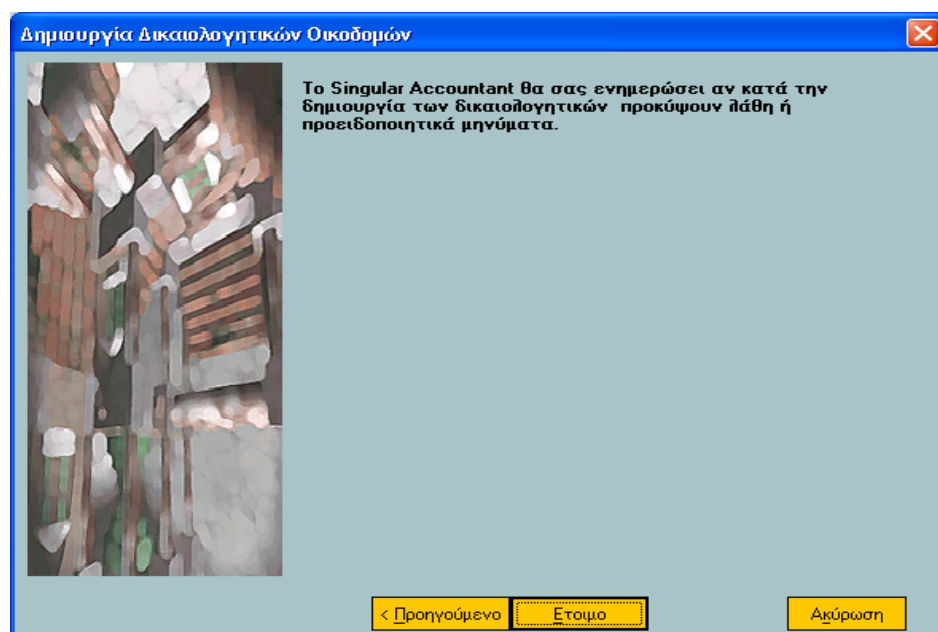 Δημιουργία Δικαιολογητικών Οικοδομών
Το Singular Accountant θα σας ενημερώσει αν κατά την
δημιουργία των δικαιολογητικών προκύψουν λάθη ή
προειδοποιητικά μηνύματα.
< Προηγούμενο
Ετοιμο
Ακύρωση